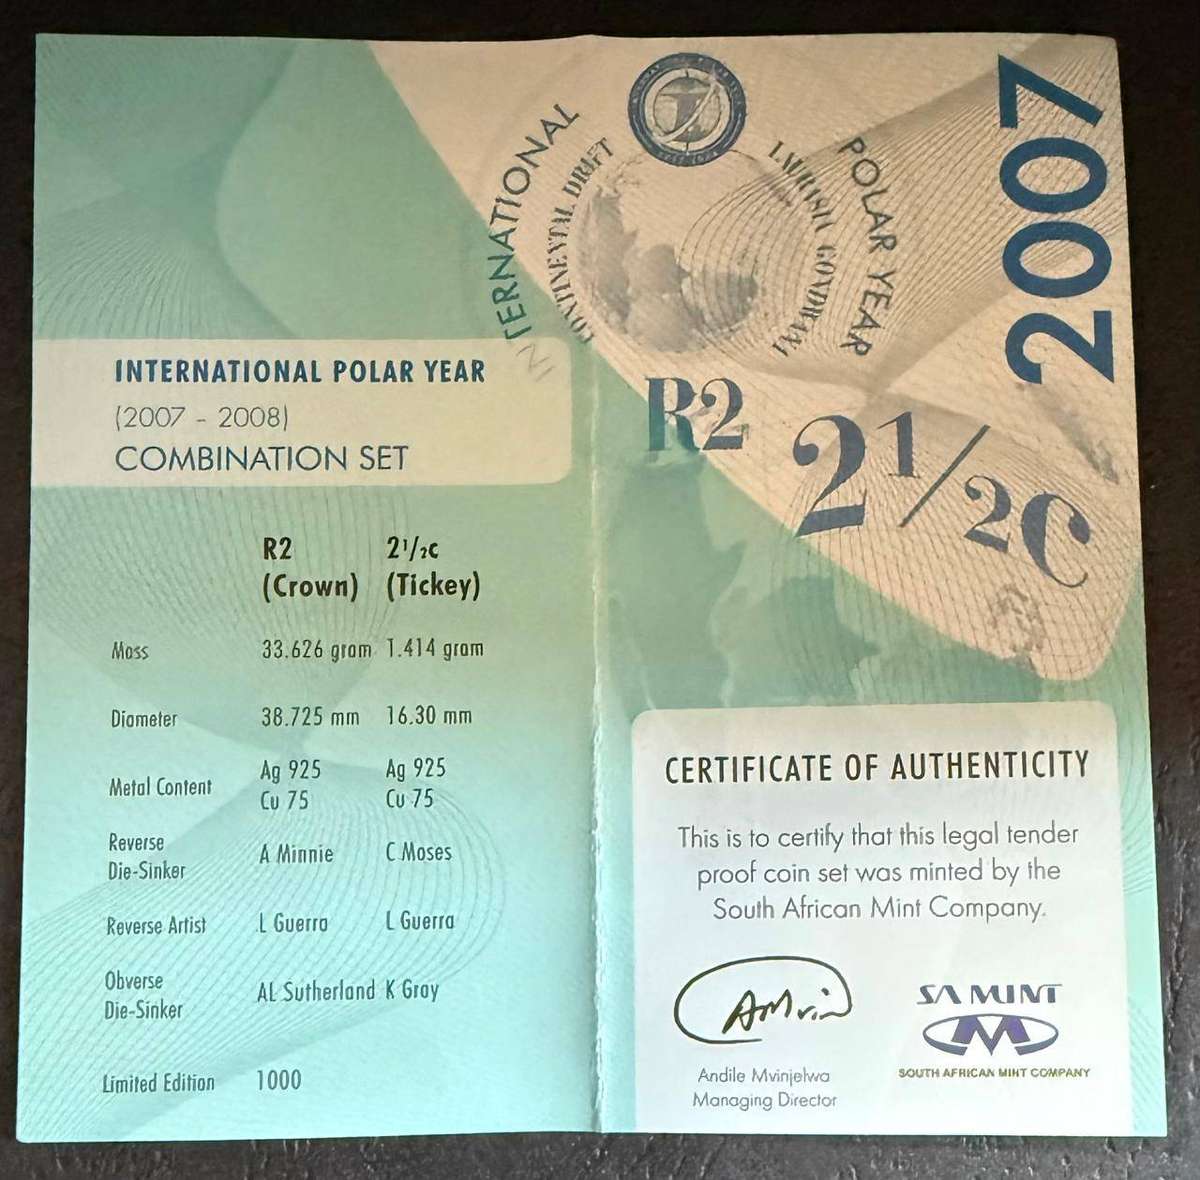 INTERNATIONAL POLAR YEAR
(2007 - 2008)
COMBINATION SET
R2 2½c
(Crown) (Tickey)
Mass 33.626 gram 1.414 gram
Diameter 38.725 mm 16.30 mm
Metal Content Ag 925 Ag 925
Cu 75 Cu 75
Reverse
Die-Sinker A Minnie C Moses
Reverse Artist L Guerra L Guerra
Obverse
Die-Sinker AL Sutherland K Gray
Limited Edition 1000
INTERNATIONAL POLAR YEAR
CONTINENTAL DRIFT
2007
R2
2½C
CERTIFICATE OF AUTHENTICITY
This is to certify that this legal tender
proof coin set was minted by the
South African Mint Company.
Andile Mvinjelwa
Managing Director
SA MINT
SOUTH AFRICAN MINT COMPANY